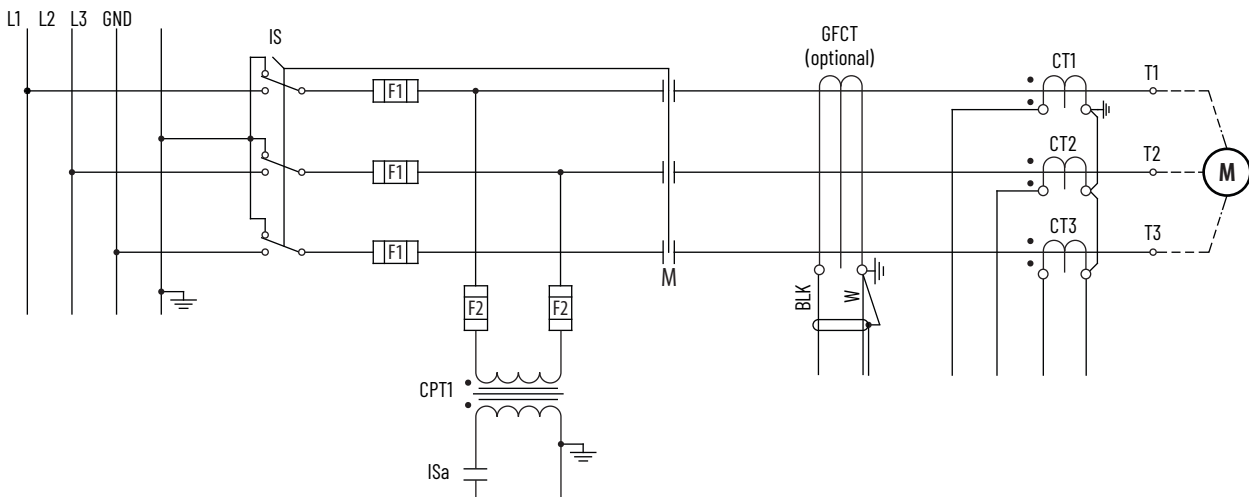 L1 L2 L3 GND
IS
GFCT
(optional)
CT1
T1
F1
CT2
T2
F1
M
CT3
T3
F1
M
BLK
W
F2
F2
CPT1
ISa